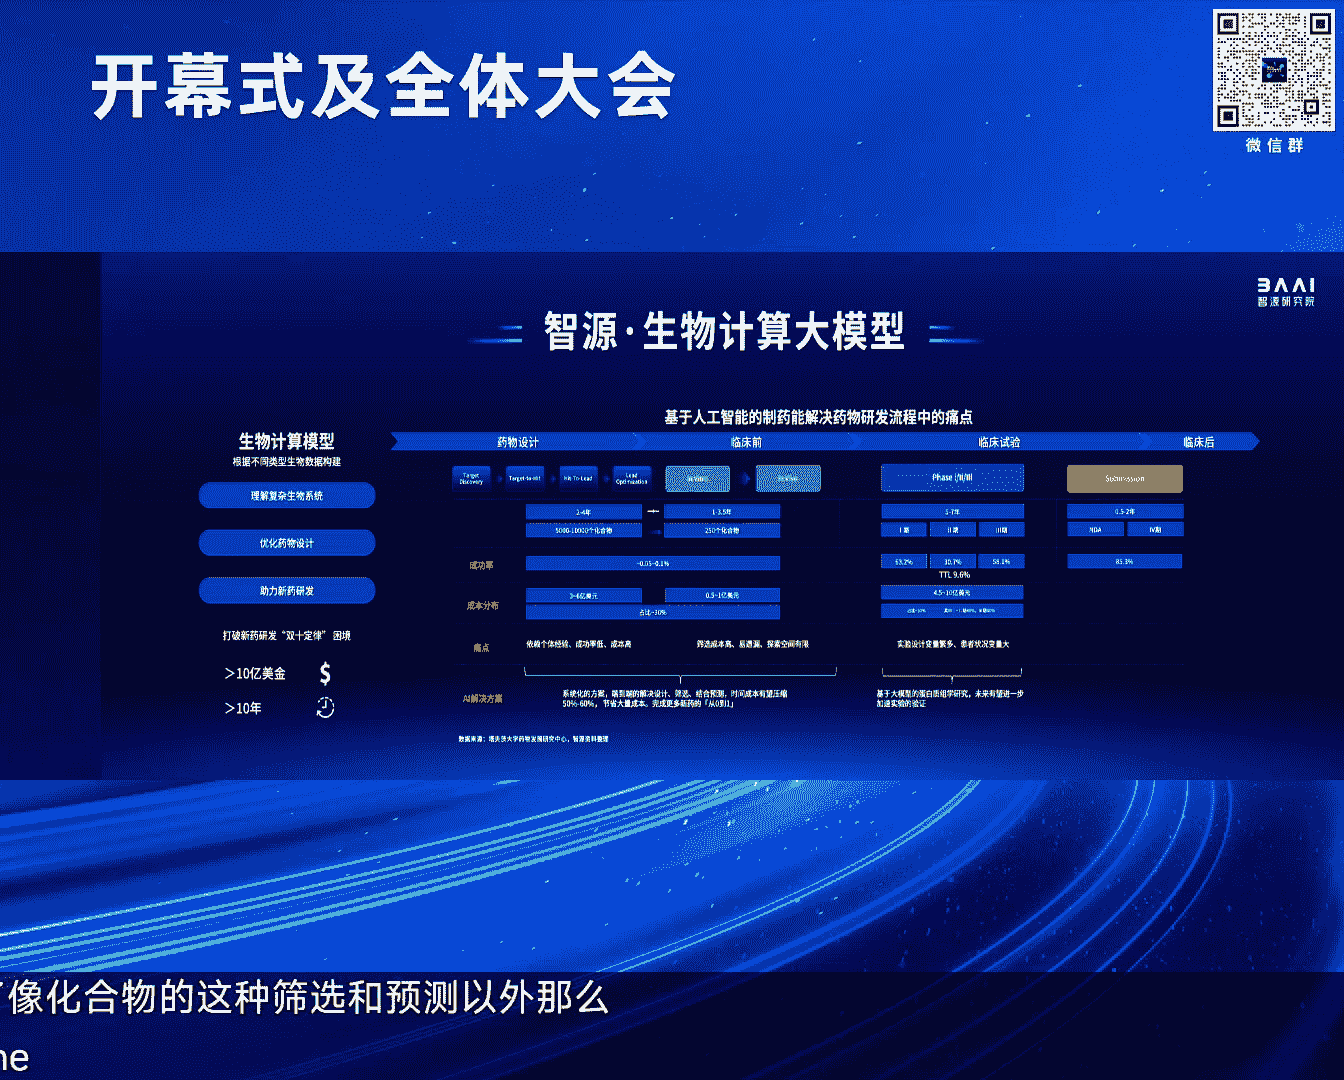 开幕式及全体大会
微信群
BAAI
智源研究院
智源·生物计算大模型
基于人工智能的制药能解决药物研发流程中的痛点
生物计算模型
根据不同类型生物数据构建
理解复杂生物系统
优化药物设计
助力新药研发
打破新药研发“双十定律”困境
>10亿美金
$
>10年
药物设计
临床前
临床试验
临床后
Target Discovery
Target-to-hit
Hit-To-Lead
Lead Optimization
Phase I/II/III
Submission
2-4年
1-3.5年
5-7年
0.5-2年
5000-10000个化合物
250个化合物
I 期
II 期
III期
NDA
IV期
成功率
~0.05-0.1%
63.2%
30.7%
58.1%
85.3%
TTL 9.6%
成本分布
3-6亿美元
0.5-1亿美元
4.5-10亿美元
占比~30%
痛点
依赖个体经验、成功率低、成本高
筛选成本高、易遗漏、探索空间有限
实验设计变量繁多、患者状况变量大
AI解决方案
系统化的方案，端到端的解决设计、筛选、结合预测，时间成本有望压缩
50%-60%，节省大量成本。完成更多新药的「从0到1」
基于大模型的蛋白质组学研究，未来有望进一步
加速实验的验证
数据来源：塔夫茨大学药物发展研究中心，智源资料整理
像化合物的这种筛选和预测以外那么
ne